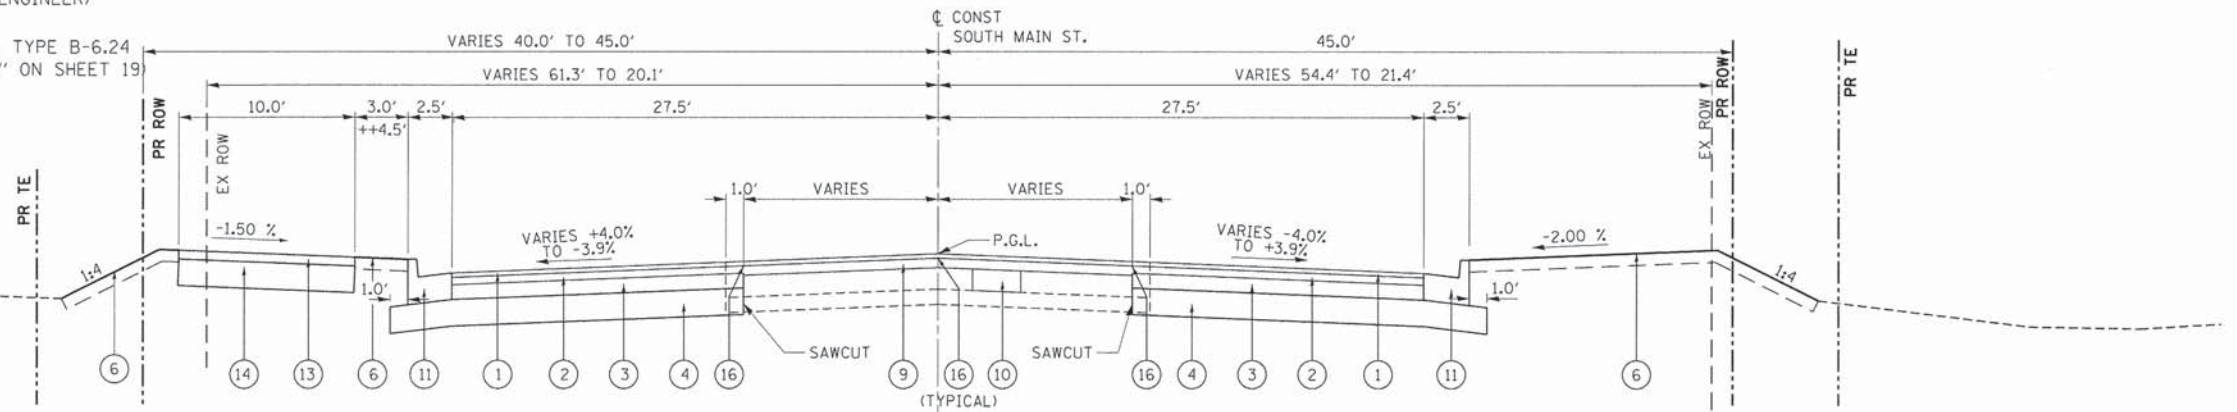 ENGINEER)
TYPE B-6.24
" ON SHEET 19)
℄ CONST
SOUTH MAIN ST.
VARIES 40.0' TO 45.0'
45.0'
VARIES 61.3' TO 20.1'
VARIES 54.4' TO 21.4'
10.0'
3.0'
++4.5'
2.5'
27.5'
27.5'
2.5'
PR TE
PR ROW
EX ROW
EX ROW
PR ROW
PR TE
1.0'
VARIES
VARIES
1.0'
1:4
-1.50 %
VARIES +4.0%
TO -3.9%
P.G.L.
VARIES -4.0%
TO +3.9%
-2.00 %
1:4
1.0'
1.0'
SAWCUT
SAWCUT
6
14
13
6
11
1
2
3
4
16
9
16
10
16
4
3
2
1
11
6
(TYPICAL)